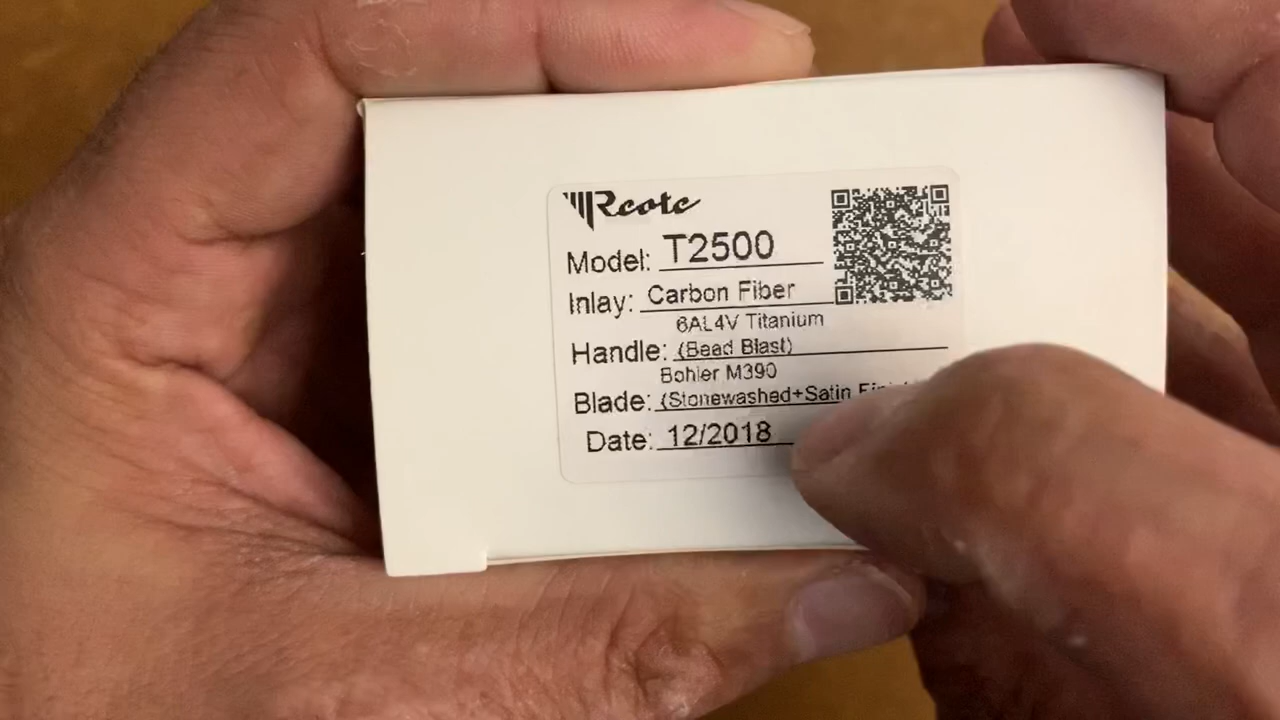 Rcotc
Model: T2500
Inlay: Carbon Fiber
6AL4V Titanium
Handle: (Bead Blast)
Bohler M390
Blade: (Stonewashed+Satin
Date: 12/2018